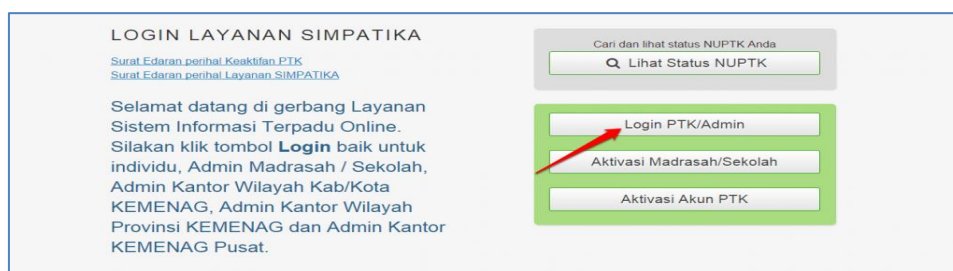 LOGIN LAYANAN SIMPATIKA
Surat Edaran perihal Keaktifan PTK
Surat Edaran perihal Layanan SIMPATIKA
Selamat datang di gerbang Layanan
Sistem Informasi Terpadu Online.
Silakan klik tombol Login baik untuk
individu, Admin Madrasah / Sekolah,
Admin Kantor Wilayah Kab/Kota
KEMENAG, Admin Kantor Wilayah
Provinsi KEMENAG dan Admin Kantor
KEMENAG Pusat.
Cari dan lihat status NUPTK Anda
Lihat Status NUPTK
Login PTK/Admin
Aktivasi Madrasah/Sekolah
Aktivasi Akun PTK